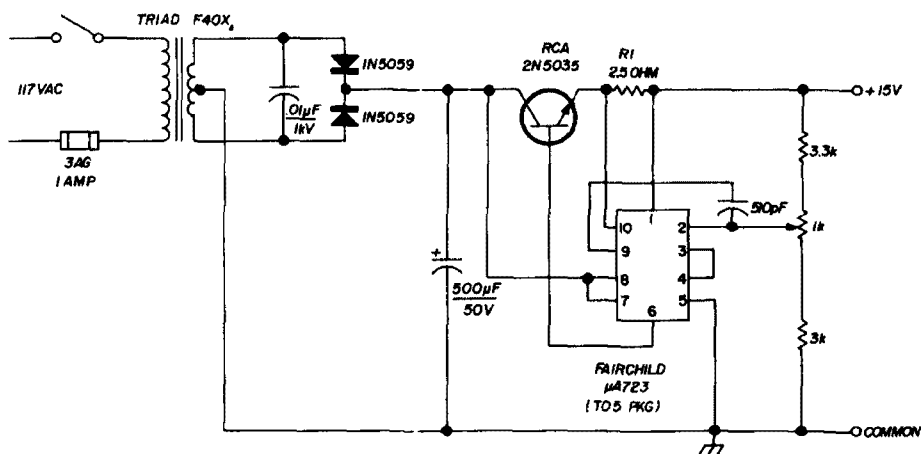 TRIAD F40X
117VAC
3AG
1 AMP
.01µF
1kV
1N5059
1N5059
+
500µF
50V
RCA
2N5035
R1
2.5 OHM
+15V
3.3k
510pF
1k
3k
1
10
9
8
7
6
2
3
4
5
FAIRCHILD
µA723
(TO5 PKG)
COMMON